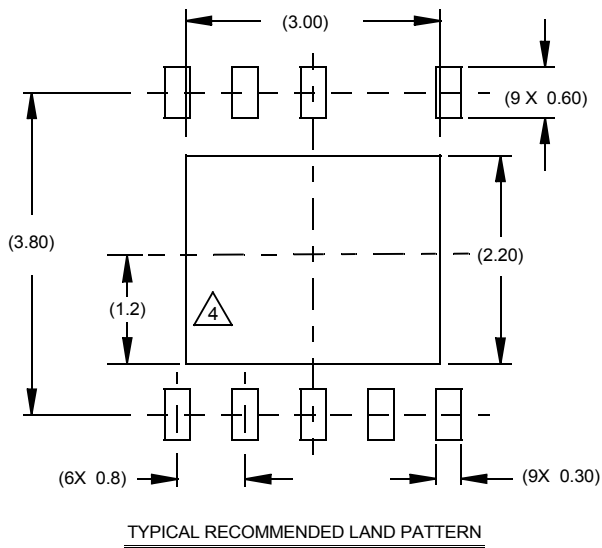 (3.00)
(9 X 0.60)
(3.80)
(2.20)
(1.2)
4
(6X 0.8)
(9X 0.30)
TYPICAL RECOMMENDED LAND PATTERN